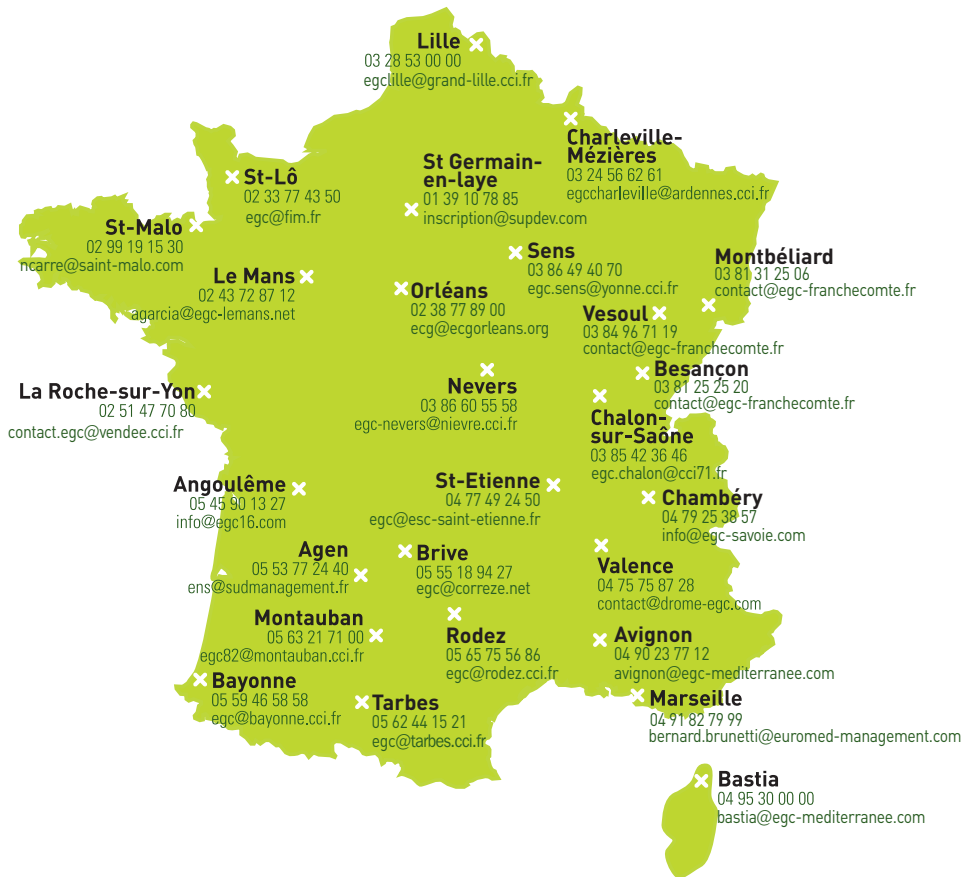 Lille
03 28 53 00 00
egclille@grand-lille.cci.fr
Charleville-
Mézières
03 24 56 62 61
egccharleville@ardennes.cci.fr
St Germain-
en-laye
01 39 10 78 85
inscription@supdev.com
St-Lô
02 33 77 43 50
egc@fim.fr
St-Malo
02 99 19 15 30
ncarre@saint-malo.com
Sens
03 86 49 40 70
egc.sens@yonne.cci.fr
Montbéliard
03 81 31 25 06
contact@egc-franchecomte.fr
Le Mans
02 43 72 87 12
agarcia@egc-lemans.net
Orléans
02 38 77 89 00
ecg@ecgorleans.org
Vesoul
03 84 96 71 19
contact@egc-franchecomte.fr
Besançon
03 81 25 25 20
contact@egc-franchecomte.fr
La Roche-sur-Yon
02 51 47 70 80
contact.egc@vendee.cci.fr
Nevers
03 86 60 55 58
egc-nevers@nievre.cci.fr
Chalon-
sur-Saône
03 85 42 36 46
egc.chalon@cci71.fr
Angoulême
05 45 90 13 27
info@egc16.com
St-Etienne
04 77 49 24 50
egc@esc-saint-etienne.fr
Chambéry
04 79 25 38 57
info@egc-savoie.com
Agen
05 53 77 24 40
ens@sudmanagement.fr
Brive
05 55 18 94 27
egc@correze.net
Valence
04 75 75 87 28
contact@drome-egc.com
Montauban
05 63 21 71 00
egc82@montauban.cci.fr
Rodez
05 65 75 56 86
egc@rodez.cci.fr
Avignon
04 90 23 77 12
avignon@egc-mediterranee.com
Bayonne
05 59 46 58 58
egc@bayonne.cci.fr
Tarbes
05 62 44 15 21
egc@tarbes.cci.fr
Marseille
04 91 82 79 99
bernard.brunetti@euromed-management.com
Bastia
04 95 30 00 00
bastia@egc-mediterranee.com